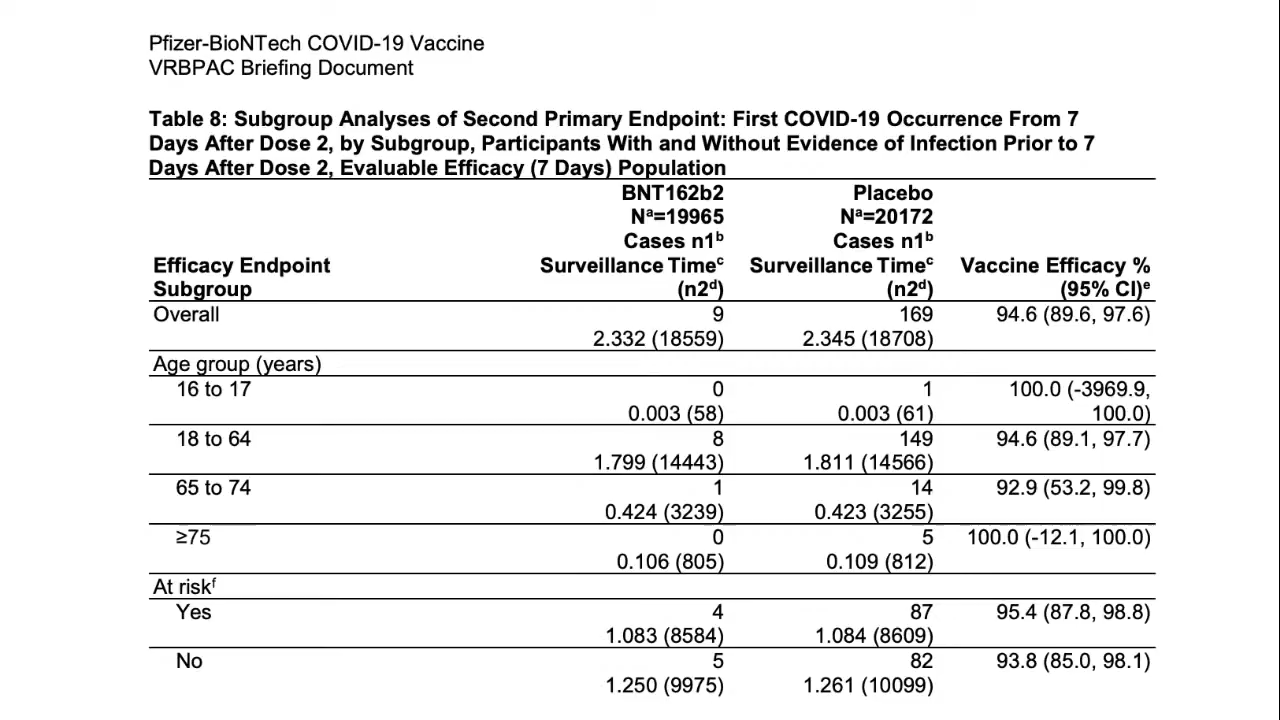 Pfizer-BioNTech COVID-19 Vaccine
VRBPAC Briefing Document
Table 8: Subgroup Analyses of Second Primary Endpoint: First COVID-19 Occurrence From 7
Days After Dose 2, by Subgroup, Participants With and Without Evidence of Infection Prior to 7
Days After Dose 2, Evaluable Efficacy (7 Days) Population
BNT162b2 Placebo
Nᵃ=19965 Nᵃ=20172
Cases n1ᵇ Cases n1ᵇ
Efficacy Endpoint Surveillance Timeᶜ Surveillance Timeᶜ Vaccine Efficacy %
Subgroup (n2ᵈ) (n2ᵈ) (95% CI)ᵉ
Overall 9 169 94.6 (89.6, 97.6)
2.332 (18559) 2.345 (18708)
Age group (years)
16 to 17 0 1 100.0 (-3969.9,
0.003 (58) 0.003 (61) 100.0)
18 to 64 8 149 94.6 (89.1, 97.7)
1.799 (14443) 1.811 (14566)
65 to 74 1 14 92.9 (53.2, 99.8)
0.424 (3239) 0.423 (3255)
≥75 0 5 100.0 (-12.1, 100.0)
0.106 (805) 0.109 (812)
At riskᶠ
Yes 4 87 95.4 (87.8, 98.8)
1.083 (8584) 1.084 (8609)
No 5 82 93.8 (85.0, 98.1)
1.250 (9975) 1.261 (10099)